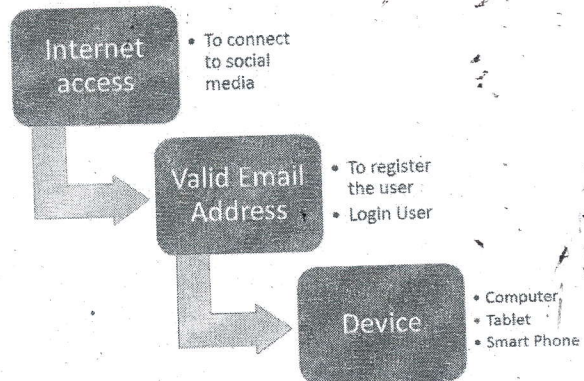 Internet
access
• To connect
to social
media
Valid Email
Address
• To register
the user
• Login User
Device
• Computer
• Tablet
• Smart Phone